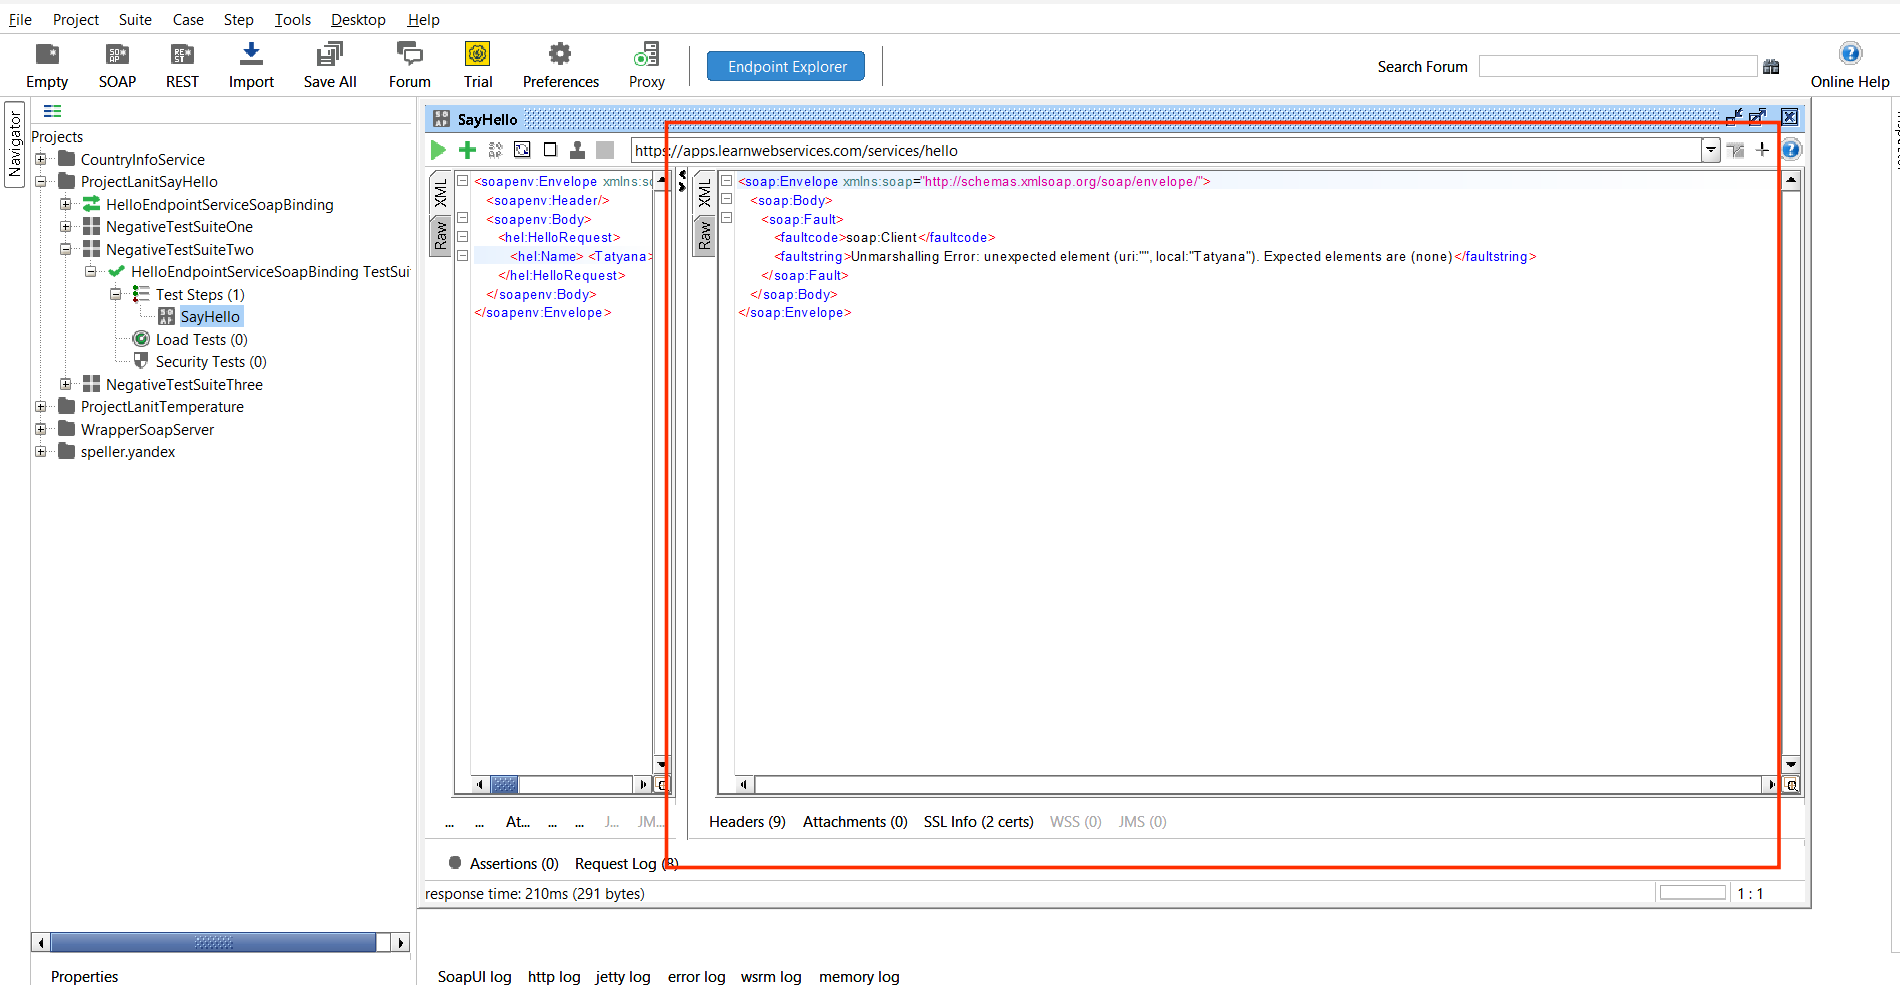 File Project Suite Case Step Tools Desktop Help
Empty SOAP REST Import Save All Forum Trial Preferences Proxy Endpoint Explorer Search Forum Online Help
Navigator
Projects
CountryInfoService
ProjectLanitSayHello
HelloEndpointServiceSoapBinding
NegativeTestSuiteOne
NegativeTestSuiteTwo
HelloEndpointServiceSoapBinding TestSui
Test Steps (1)
SayHello
Load Tests (0)
Security Tests (0)
NegativeTestSuiteThree
ProjectLanitTemperature
WrapperSoapServer
speller.yandex
Properties
SayHello
https://apps.learnwebservices.com/services/hello
XML
Raw
<soapenv:Envelope xmlns:sc
<soapenv:Header/>
<soapenv:Body>
<hel:HelloRequest>
<hel:Name> <Tatyana>
</hel:HelloRequest>
</soapenv:Body>
</soapenv:Envelope>
... ... At... ... ... J... JM...
XML
Raw
<soap:Envelope xmlns:soap="http://schemas.xmlsoap.org/soap/envelope/">
<soap:Body>
<soap:Fault>
<faultcode>soap:Client</faultcode>
<faultstring>Unmarshalling Error: unexpected element (uri:"", local:"Tatyana"). Expected elements are (none)</faultstring>
</soap:Fault>
</soap:Body>
</soap:Envelope>
Headers (9) Attachments (0) SSL Info (2 certs) WSS (0) JMS (0)
Assertions (0) Request Log (8)
response time: 210ms (291 bytes)
1 : 1
SoapUI log http log jetty log error log wsrm log memory log